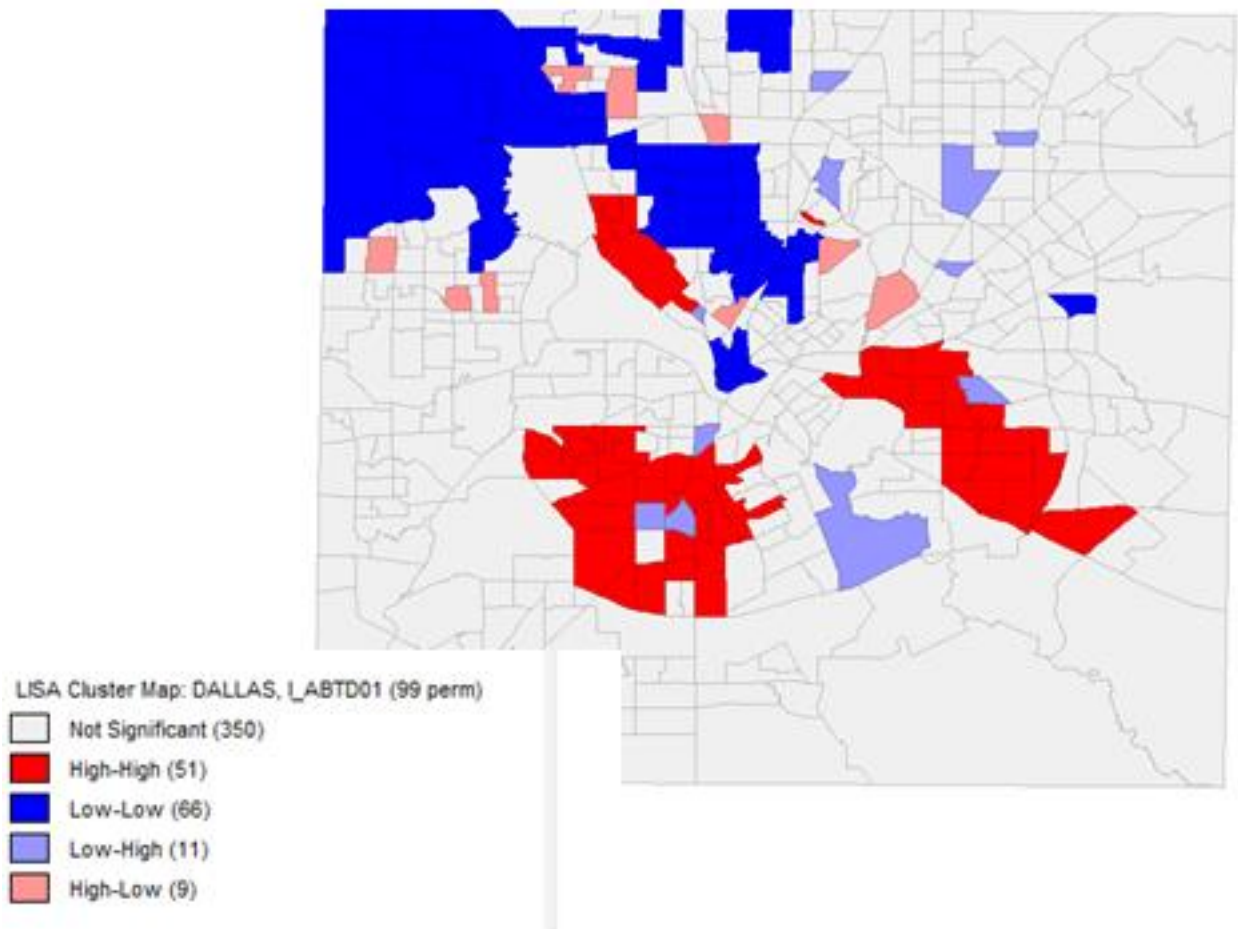 LISA Cluster Map: DALLAS, I_ABTD01 (99 perm)
Not Significant (350)
High-High (51)
Low-Low (66)
Low-High (11)
High-Low (9)